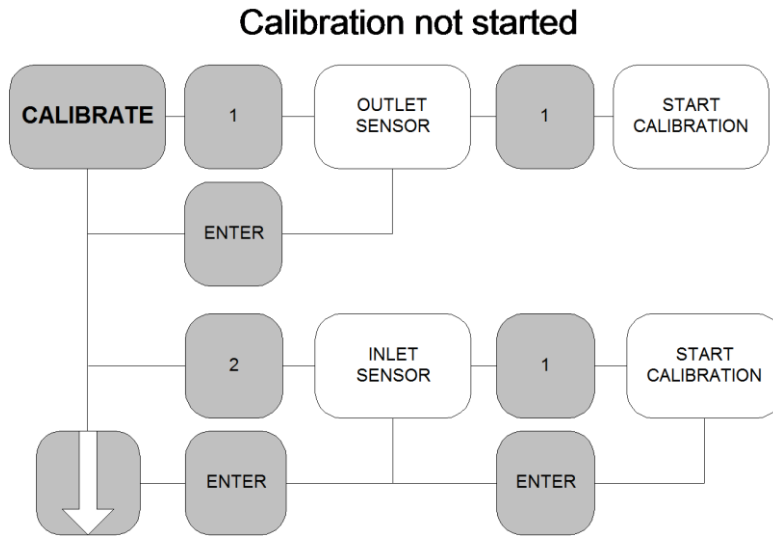 Calibration not started
CALIBRATE
1
OUTLET
SENSOR
1
START
CALIBRATION
ENTER
2
INLET
SENSOR
1
START
CALIBRATION
ENTER
ENTER